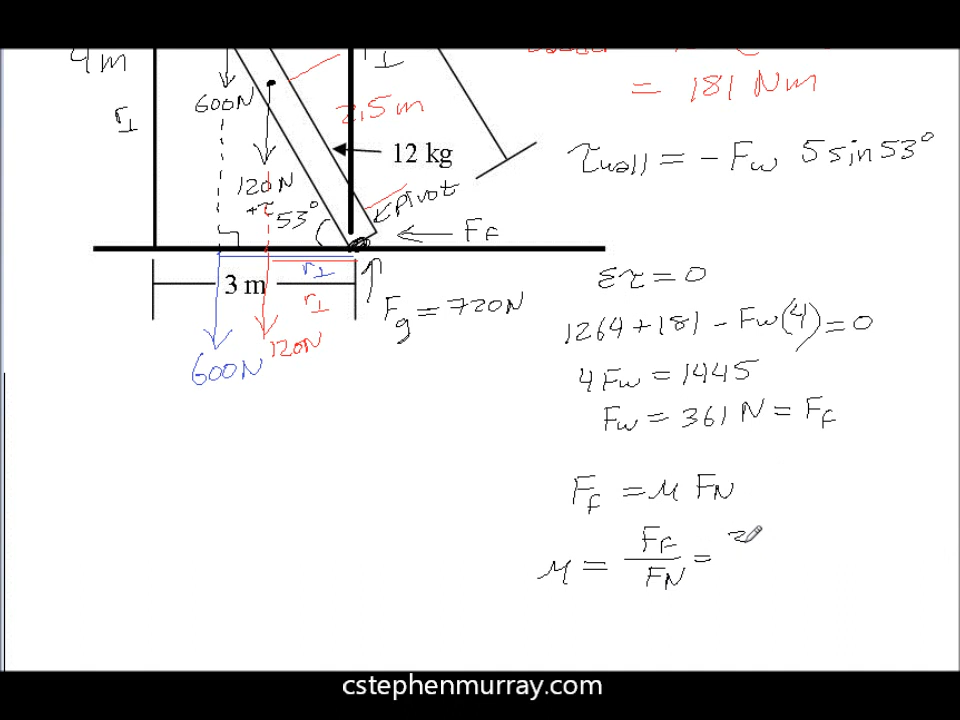 4m
r⊥
600N
2,5m
12 kg
120N
+τ
53°
Pivot
F_F
r⊥
3 m
r⊥
F_g = 720N
600N
120N
= 181 Nm
τwall = - F_w 5 sin 53°
Στ = 0
1264 + 181 - F_w(4) = 0
4F_w = 1445
F_w = 361 N = F_F
F_F = μ F_N
μ = F_F / F_N =
cstephenmurray.com